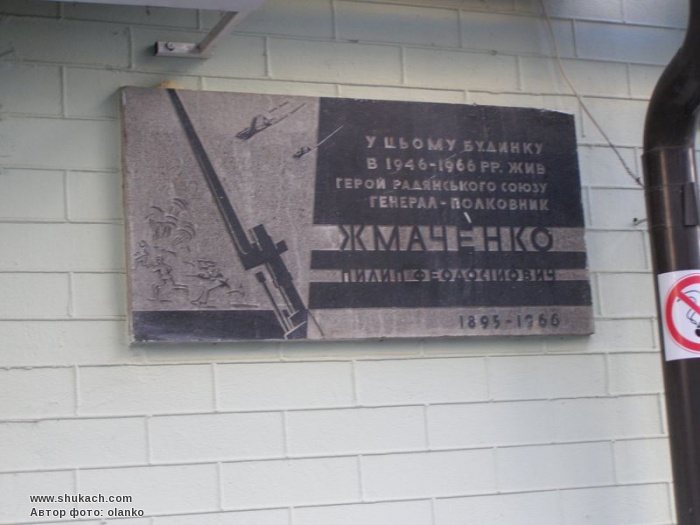 У ЦЬОМУ БУДИНКУ
В 1946-1966 РР. ЖИВ
ГЕРОЙ РАДЯНСЬКОГО СОЮЗУ
ГЕНЕРАЛ-ПОЛКОВНИК
ЖМАЧЕНКО
ПИЛИП ФЕОДОСІЙОВИЧ
1895-1966
www.shukach.com
Автор фото: olanko